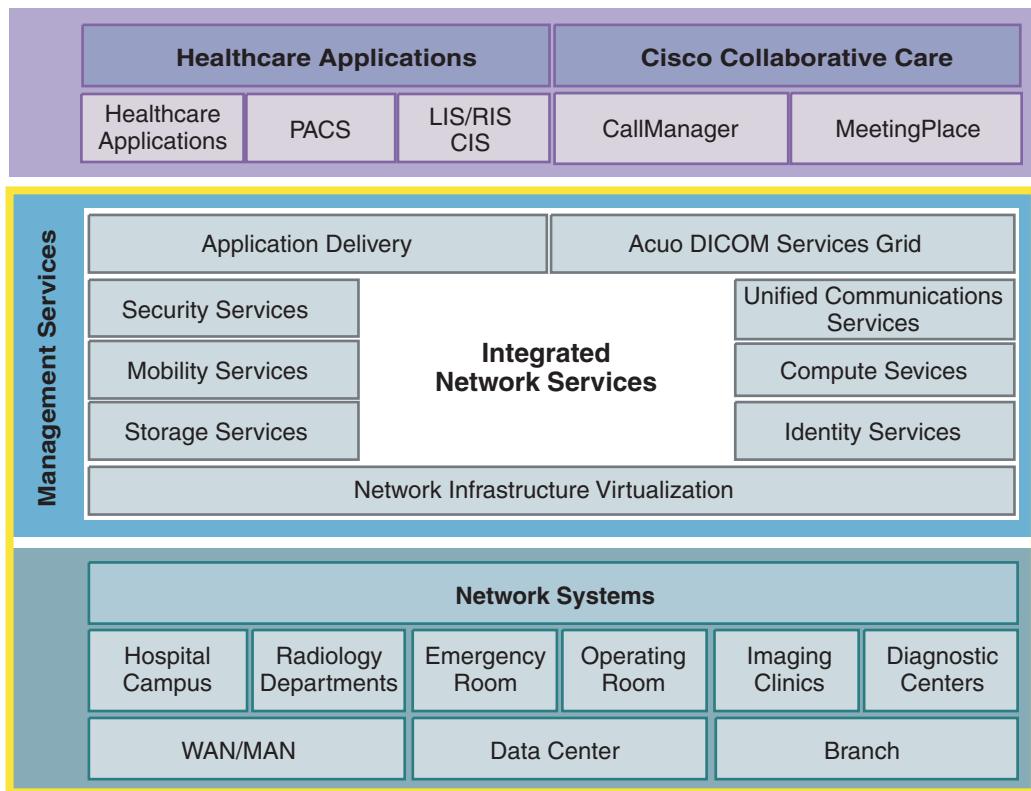 Healthcare Applications
Cisco Collaborative Care
Healthcare
Applications
PACS
LIS/RIS
CIS
CallManager
MeetingPlace
Management Services
Application Delivery
Acuo DICOM Services Grid
Security Services
Mobility Services
Storage Services
Integrated
Network Services
Unified Communications
Services
Compute Sevices
Identity Services
Network Infrastructure Virtualization
Network Systems
Hospital
Campus
Radiology
Departments
Emergency
Room
Operating
Room
Imaging
Clinics
Diagnostic
Centers
WAN/MAN
Data Center
Branch